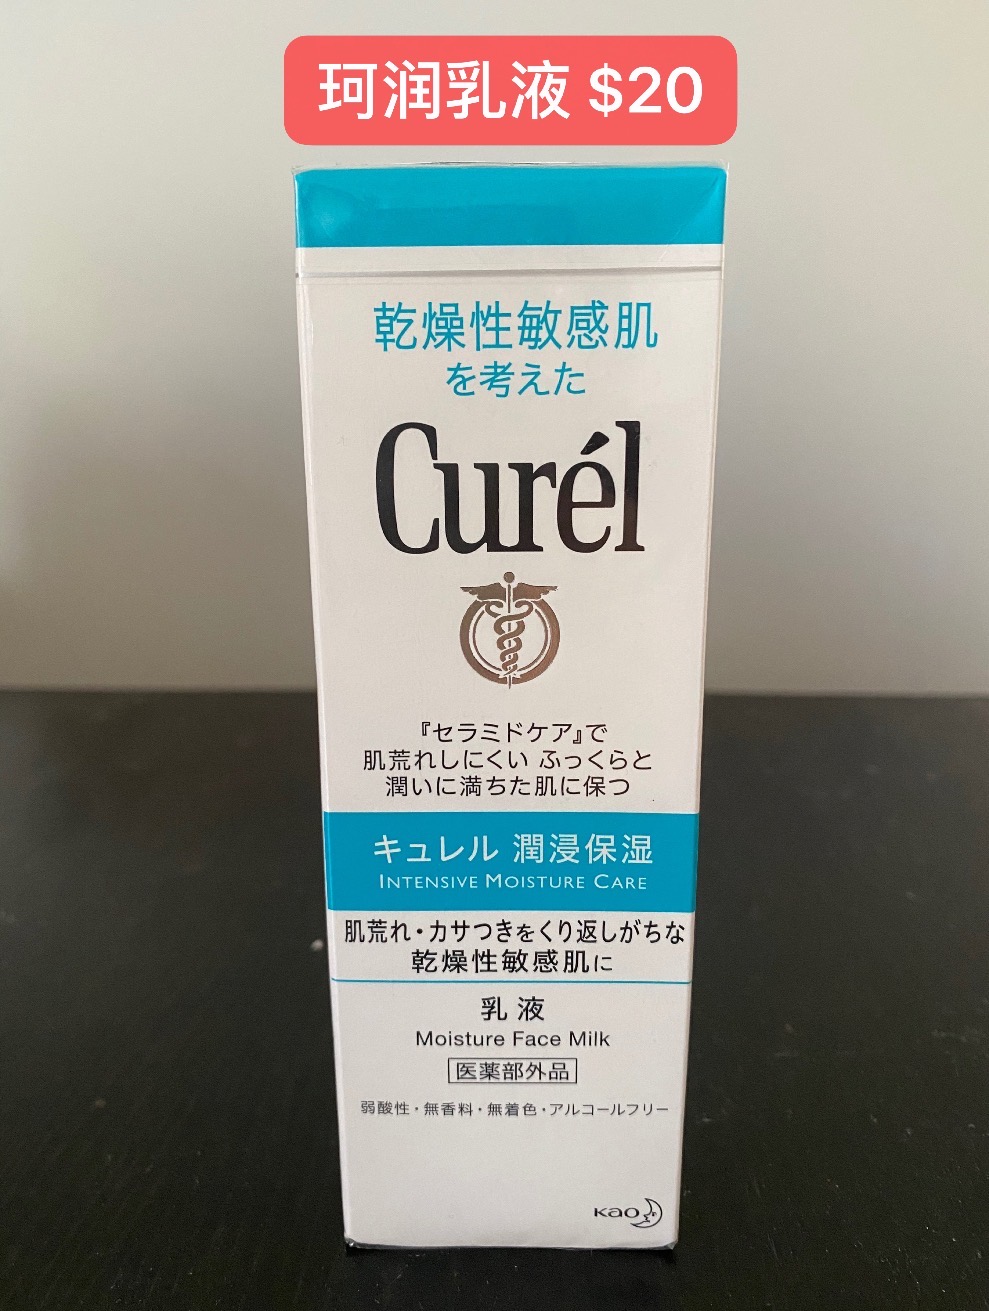 珂润乳液 $20
乾燥性敏感肌
を考えた
Curél
『セラミドケア』で
肌荒れしにくい ふっくらと
潤いに満ちた肌に保つ
キュレル 潤浸保湿
INTENSIVE MOISTURE CARE
肌荒れ・カサつきをくり返しがちな
乾燥性敏感肌に
乳液
Moisture Face Milk
医薬部外品
弱酸性・無香料・無着色・アルコールフリー
Kao